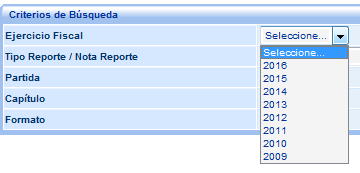 Criterios de Búsqueda
Ejercicio Fiscal
Seleccione...
Seleccione...
Tipo Reporte / Nota Reporte
2016
Partida
2015
2014
Capítulo
2013
2012
Formato
2011
2010
2009